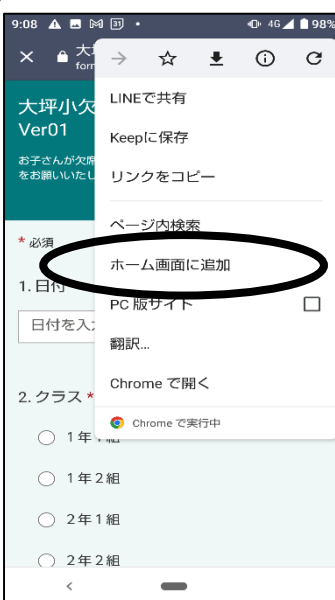 9:08
31
4G
98%
大坪
form
LINEで共有
Keepに保存
リンクをコピー
ページ内検索
ホーム画面に追加
PC 版サイト
翻訳...
Chrome で開く
Chrome で実行中
大坪小欠
Ver01
お子さんが欠席
をお願いいたし
* 必須
1. 日付
日付を入
2. クラス *
1年1組
1年2組
2年1組
2年2組